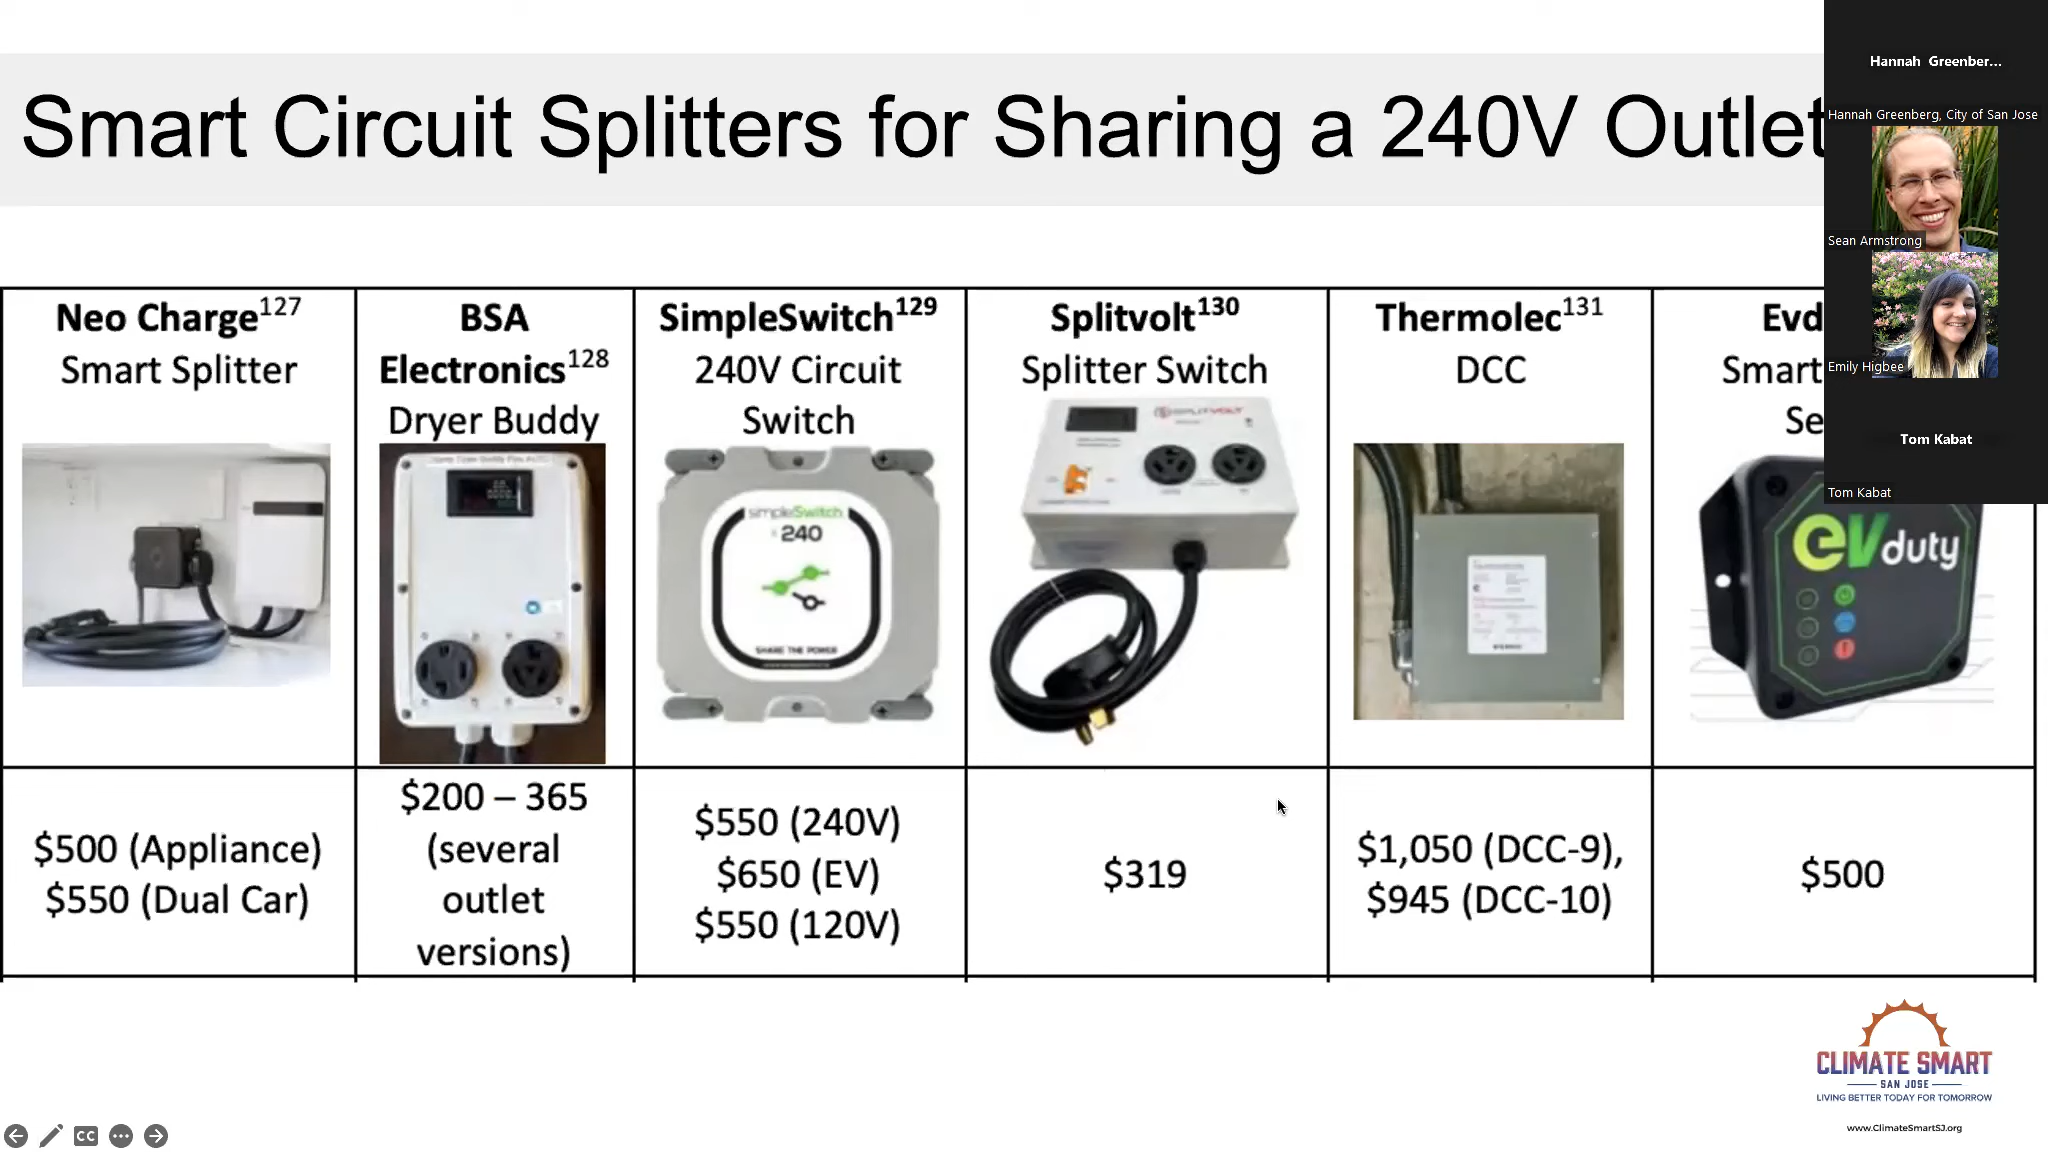 Smart Circuit Splitters for Sharing a 240V Outlet
Hannah Greenber...
Hannah Greenberg, City of San Jose
Sean Armstrong
Emily Higbee
Tom Kabat
Tom Kabat
Neo Charge127
Smart Splitter
BSA
Electronics128
Dryer Buddy
SimpleSwitch129
240V Circuit
Switch
simpleSwitch
240
SHARE THE POWER
Splitvolt130
Splitter Switch
SPLITVOLT
Thermolec131
DCC
Evd
Smart
Se
eVduty
$500 (Appliance)
$550 (Dual Car)
$200 – 365
(several
outlet
versions)
$550 (240V)
$650 (EV)
$550 (120V)
$319
$1,050 (DCC-9),
$945 (DCC-10)
$500
CLIMATE SMART
SAN JOSE
LIVING BETTER TODAY FOR TOMORROW
www.ClimateSmartSJ.org
CC